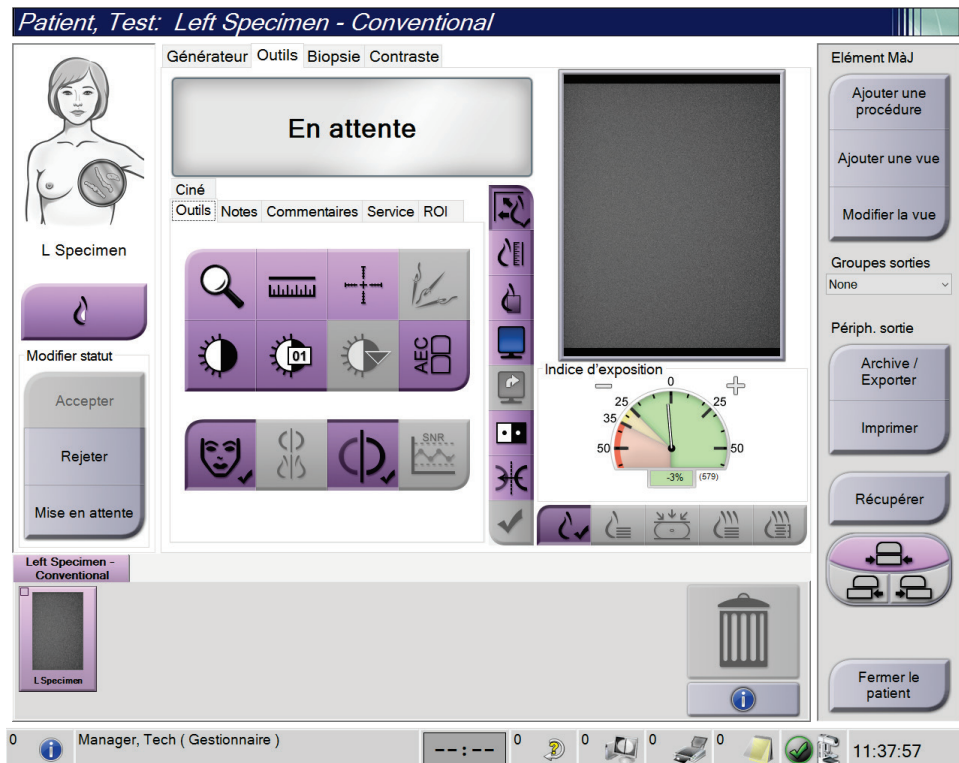 Patient, Test: Left Specimen - Conventional
Générateur Outils Biopsie Contraste
En attente
L Specimen
Modifier statut
Accepter
Rejeter
Mise en attente
Ciné
Outils Notes Commentaires Service ROI
01
AEC
SNR
Indice d'exposition
0
25 25
35
50 50
-3% (579)
Elément MàJ
Ajouter une
procédure
Ajouter une vue
Modifier la vue
Groupes sorties
None
Périph. sortie
Archive /
Exporter
Imprimer
Récupérer
Fermer le
patient
Left Specimen -
Conventional
L Specimen
0 Manager, Tech ( Gestionnaire ) --:-- 0 0 0 0 11:37:57